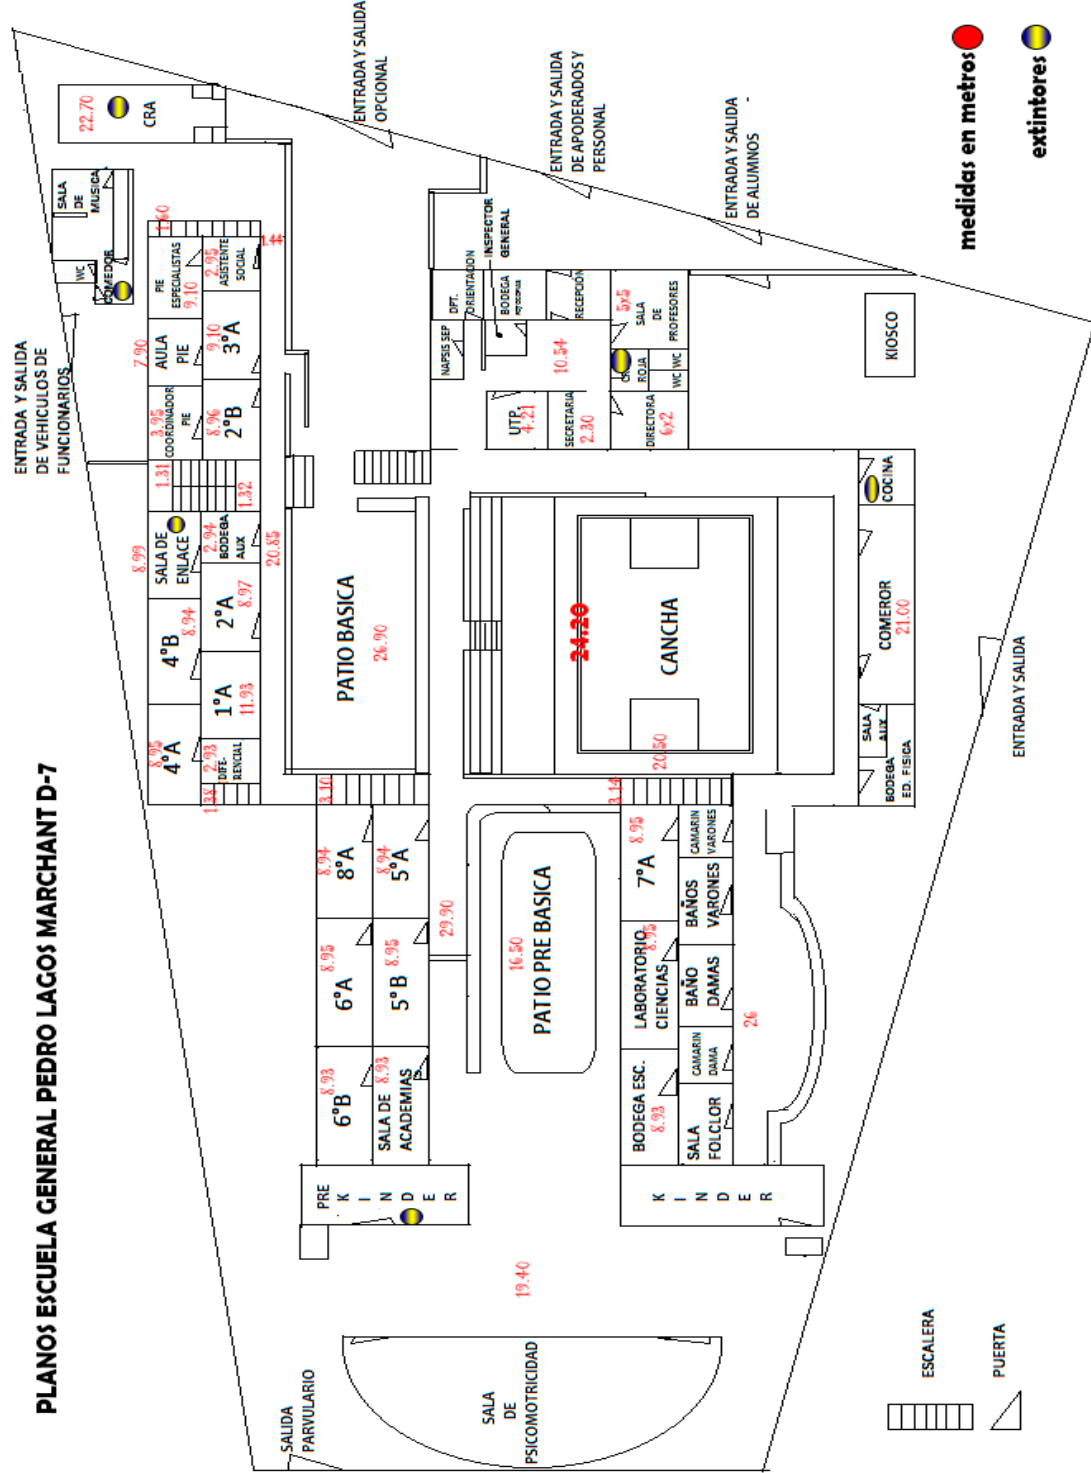 PLANOS ESCUELA GENERAL PEDRO LAGOS MARCHANT D-7
ENTRADA Y SALIDA
DE VEHICULOS DE
FUNCIONARIOS
SALA
DE
MUSICA
WC
COMEDOR
22.70
CRA
ENTRADA Y SALIDA
OPCIONAL
ENTRADA Y SALIDA
DE APODERADOS Y
PERSONAL
ENTRADA Y SALIDA
DE ALUMNOS
medidas en metros
extintores
8.99
7.90
1.60
8.95
4°A
4°B
8.94
SALA DE
ENLACE
1.31
3.95
COORDINADOR
PIE
AULA
PIE
PIE
ESPECIALISTAS
9.10
1.38
2.93
DIFE-
RENCIAL
1°A
11.93
2°A
8.97
2.94
BODEGA
AUX
1.32
8.96
2°B
9.10
3°A
2.95
ASISTENTE
SOCIAL
1.44
20.85
PATIO BASICA
26.90
3.10
8.94
8°A
8.94
5°A
8.95
6°A
8.95
5°B
8.93
6°B
SALA DE
8.93
ACADEMIAS
29.90
NAPSIS SEP
DPT.
ORIENTACION
INSPECTOR
GENERAL
BODEGA
RECEPCIÓN
10.54
UTP.
4.21
SECRETARIA
2.30
DIRECTORA
6x2
ROJA
WC
WC
5x5
SALA
DE
PROFESORES
KIOSCO
24.20
CANCHA
20.50
3.14
16.50
PATIO PRE BASICA
8.95
7°A
LABORATORIO
8.95
CIENCIAS
BODEGA ESC.
8.93
CAMARIN
VARONES
BAÑOS
VARONES
BAÑO
DAMAS
CAMARIN
DAMA
SALA
FOLCLOR
26
COCINA
COMEROR
21.00
SALA
AUX
BODEGA
ED. FISICA
ENTRADA Y SALIDA
PRE
K I N D E R
K I N D E R
19.40
SALA
DE
PSICOMOTRICIDAD
SALIDA
PARVULARIO
ESCALERA
PUERTA